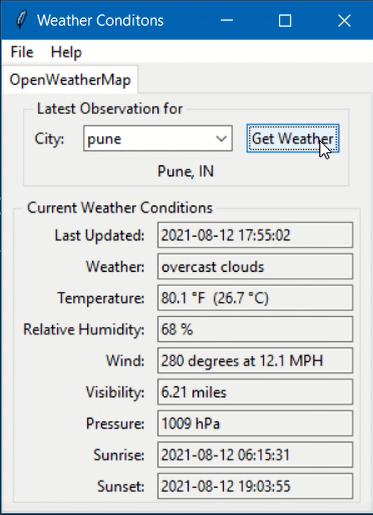 Weather Conditons
File Help
OpenWeatherMap
Latest Observation for
City: pune Get Weather
Pune, IN
Current Weather Conditions
Last Updated: 2021-08-12 17:55:02
Weather: overcast clouds
Temperature: 80.1 °F (26.7 °C)
Relative Humidity: 68 %
Wind: 280 degrees at 12.1 MPH
Visibility: 6.21 miles
Pressure: 1009 hPa
Sunrise: 2021-08-12 06:15:31
Sunset: 2021-08-12 19:03:55